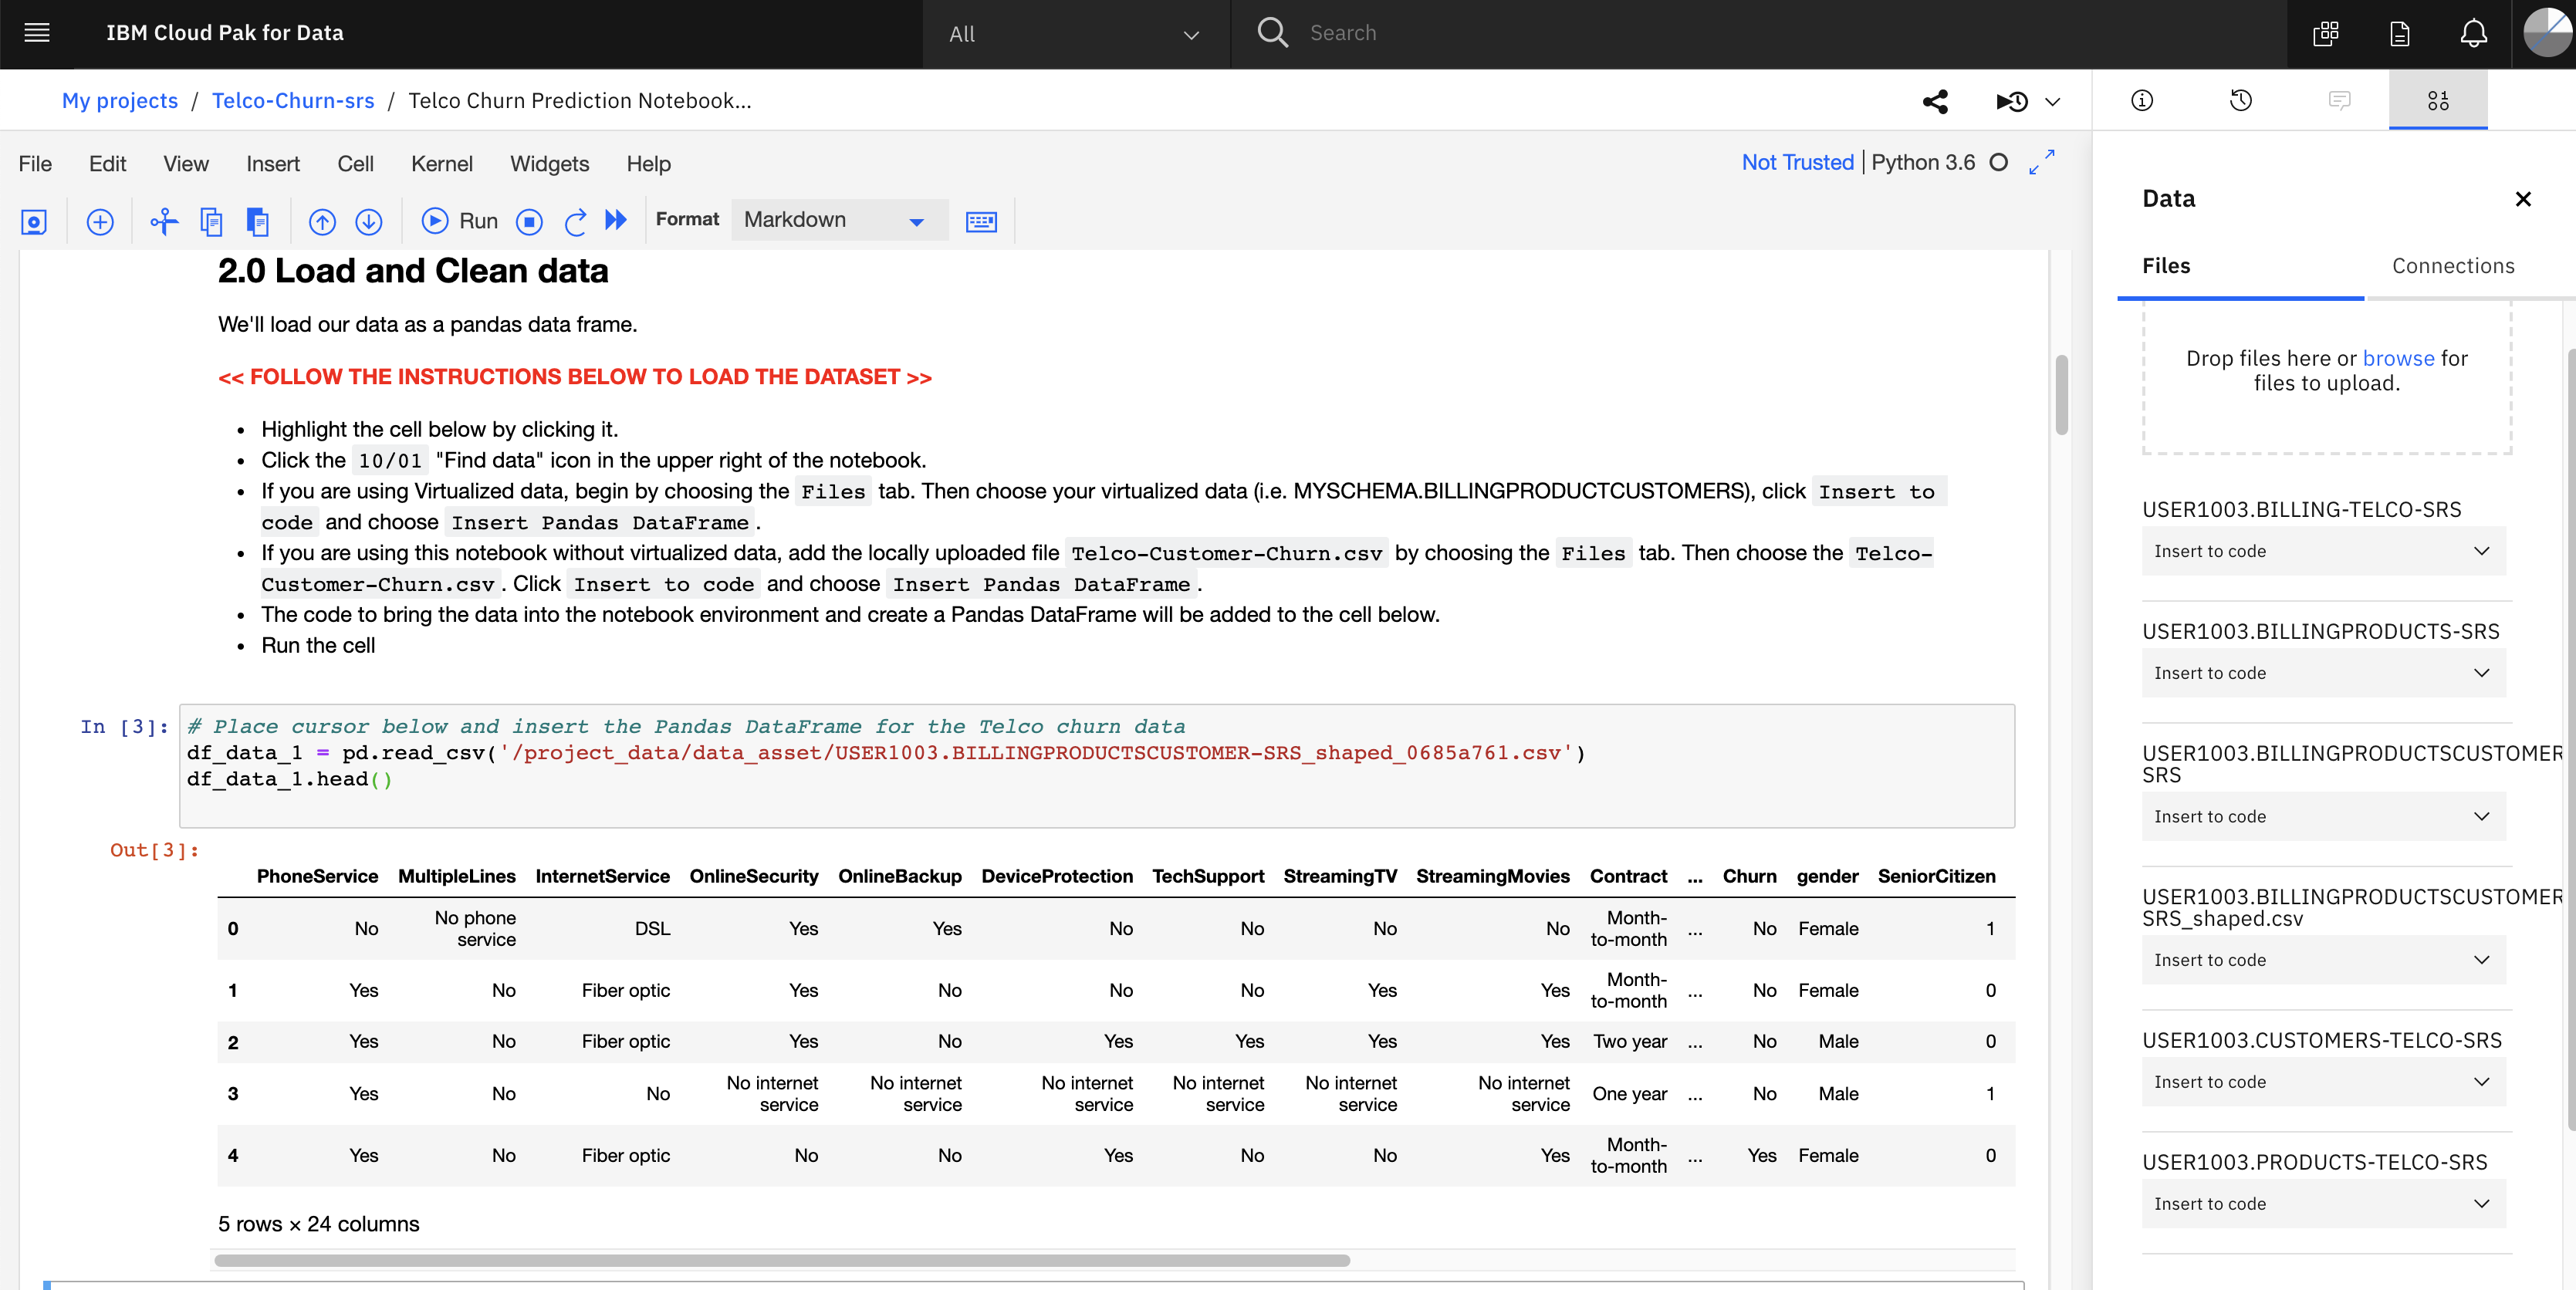 IBM Cloud Pak for Data
All
Search
My projects / Telco-Churn-srs / Telco Churn Prediction Notebook...
File Edit View Insert Cell Kernel Widgets Help
Not Trusted | Python 3.6
Run
Format
Markdown
2.0 Load and Clean data
We'll load our data as a pandas data frame.
<< FOLLOW THE INSTRUCTIONS BELOW TO LOAD THE DATASET >>
• Highlight the cell below by clicking it.
• Click the 10/01 "Find data" icon in the upper right of the notebook.
• If you are using Virtualized data, begin by choosing the Files tab. Then choose your virtualized data (i.e. MYSCHEMA.BILLINGPRODUCTCUSTOMERS), click Insert to
code and choose Insert Pandas DataFrame.
• If you are using this notebook without virtualized data, add the locally uploaded file Telco-Customer-Churn.csv by choosing the Files tab. Then choose the Telco-
Customer-Churn.csv. Click Insert to code and choose Insert Pandas DataFrame.
• The code to bring the data into the notebook environment and create a Pandas DataFrame will be added to the cell below.
• Run the cell
In [3]:
# Place cursor below and insert the Pandas DataFrame for the Telco churn data
df_data_1 = pd.read_csv('/project_data/data_asset/USER1003.BILLINGPRODUCTSCUSTOMER-SRS_shaped_0685a761.csv')
df_data_1.head()
Out[3]:
PhoneService MultipleLines InternetService OnlineSecurity OnlineBackup DeviceProtection TechSupport StreamingTV StreamingMovies Contract ... Churn gender SeniorCitizen
0 No No phone service DSL Yes Yes No No No No Month-to-month ... No Female 1
1 Yes No Fiber optic Yes No No No Yes Yes Month-to-month ... No Female 0
2 Yes No Fiber optic Yes No Yes Yes Yes Yes Two year ... No Male 0
3 Yes No No No internet service No internet service No internet service No internet service No internet service No internet service One year ... No Male 1
4 Yes No Fiber optic No No Yes No No Yes Month-to-month ... Yes Female 0
5 rows × 24 columns
Data
Files
Connections
Drop files here or browse for
files to upload.
USER1003.BILLING-TELCO-SRS
Insert to code
USER1003.BILLINGPRODUCTS-SRS
Insert to code
USER1003.BILLINGPRODUCTSCUSTOMER
SRS
Insert to code
USER1003.BILLINGPRODUCTSCUSTOMER
SRS_shaped.csv
Insert to code
USER1003.CUSTOMERS-TELCO-SRS
Insert to code
USER1003.PRODUCTS-TELCO-SRS
Insert to code